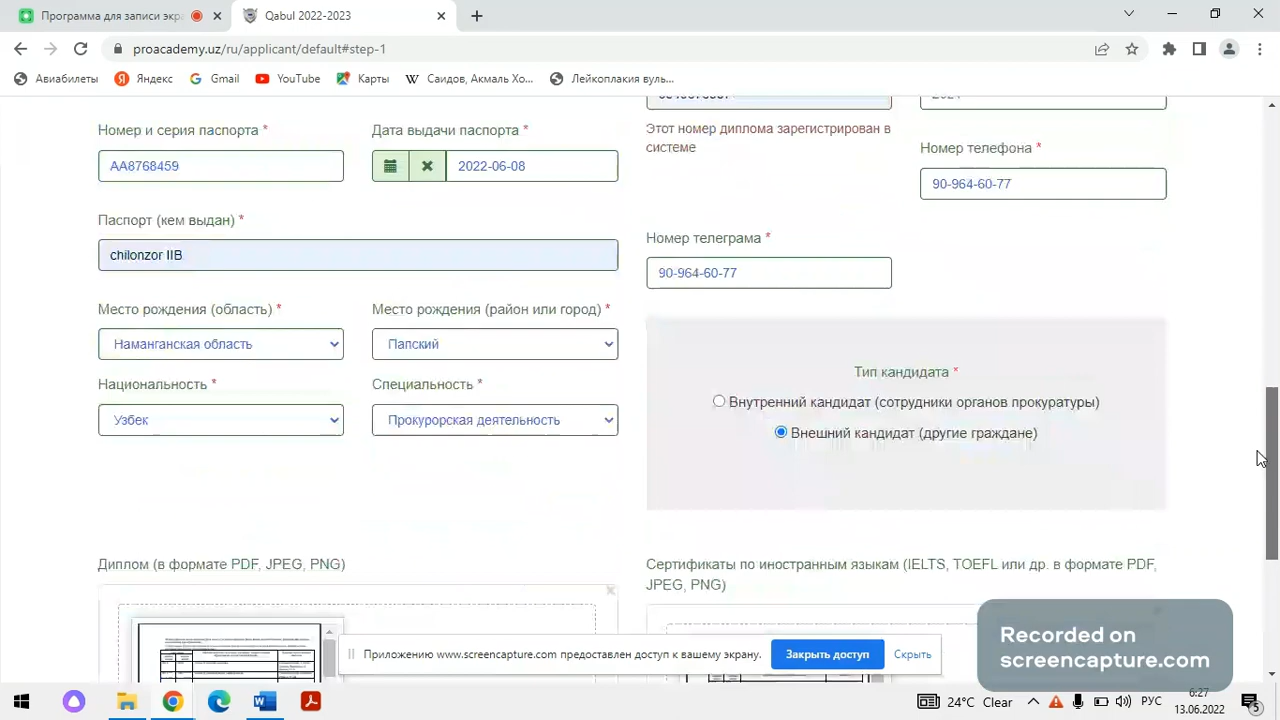 Программа для записи экра
Qabul 2022-2023
proacademy.uz/ru/applicant/default#step-1
Авиабилеты
Яндекс
Gmail
YouTube
Карты
Саидов, Акмаль Хо...
Лейкоплакия вуль...
Номер и серия паспорта *
Дата выдачи паспорта *
Этот номер диплома зарегистрирован в
системе
Номер телефона *
AA8768459
2022-06-08
90-964-60-77
Паспорт (кем выдан) *
Номер телеграма *
chilonzor IIB
90-964-60-77
Место рождения (область) *
Место рождения (район или город) *
Наманганская область
Папский
Тип кандидата *
Национальность *
Специальность *
Внутренний кандидат (сотрудники органов прокуратуры)
Узбек
Прокурорская деятельность
Внешний кандидат (другие граждане)
Диплом (в формате PDF, JPEG, PNG)
Сертификаты по иностранным языкам (IELTS, TOEFL или др. в формате PDF,
JPEG, PNG)
Приложению www.screencapture.com предоставлен доступ к вашему экрану.
Закрыть доступ
Скрыть
Recorded on
screencapture.com
24°C Clear
РУС
6:27
13.06.2022
5